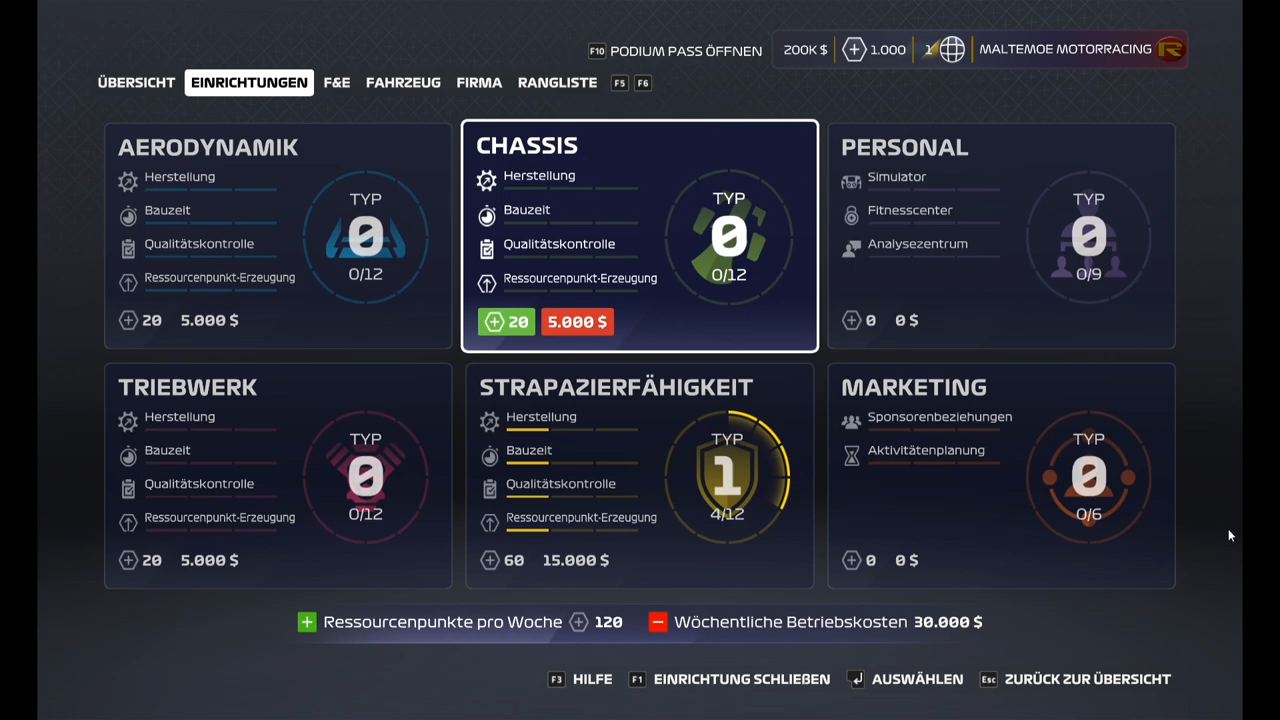 F10 PODIUM PASS ÖFFNEN 200K $ 1.000 1 MALTEMOE MOTORRACING
ÜBERSICHT EINRICHTUNGEN F&E FAHRZEUG FIRMA RANGLISTE F5 F6
AERODYNAMIK
Herstellung
Bauzeit
Qualitätskontrolle
Ressourcenpunkt-Erzeugung
TYP
0
0/12
20 5.000 $
CHASSIS
Herstellung
Bauzeit
Qualitätskontrolle
Ressourcenpunkt-Erzeugung
TYP
0
0/12
20 5.000 $
PERSONAL
Simulator
Fitnesscenter
Analysezentrum
TYP
0
0/9
0 0 $
TRIEBWERK
Herstellung
Bauzeit
Qualitätskontrolle
Ressourcenpunkt-Erzeugung
TYP
0
0/12
20 5.000 $
STRAPAZIERFÄHIGKEIT
Herstellung
Bauzeit
Qualitätskontrolle
Ressourcenpunkt-Erzeugung
TYP
1
4/12
60 15.000 $
MARKETING
Sponsorenbeziehungen
Aktivitätenplanung
TYP
0
0/6
0 0 $
Ressourcenpunkte pro Woche 120 Wöchentliche Betriebskosten 30.000 $
F3 HILFE F1 EINRICHTUNG SCHLIEßEN AUSWÄHLEN Esc ZURÜCK ZUR ÜBERSICHT